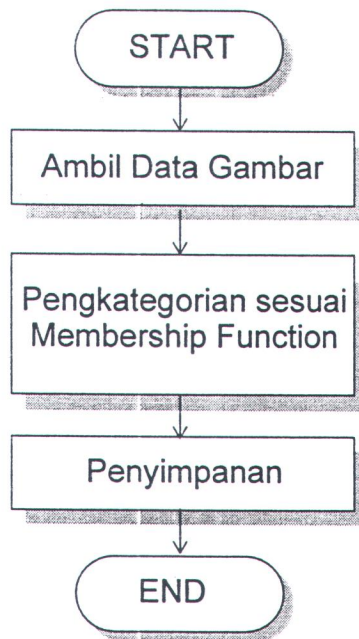 START
Ambil Data Gambar
Pengkategorian sesuai
Membership Function
Penyimpanan
END